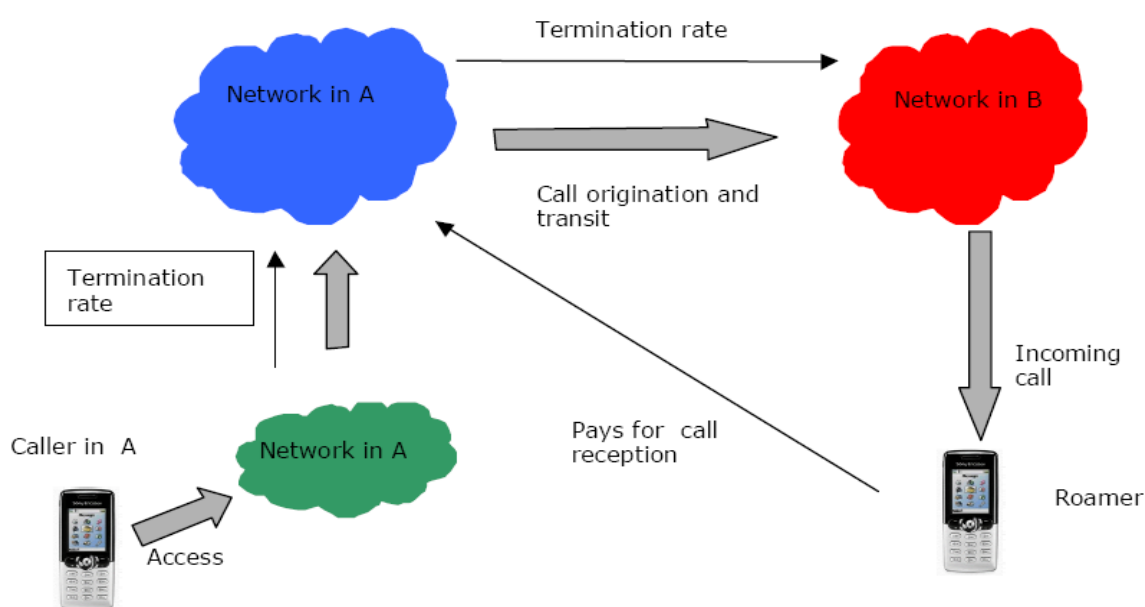 Termination rate
Network in A
Network in B
Call origination and
transit
Termination
rate
Incoming
call
Pays for call
reception
Caller in A
Network in A
Roamer
Access